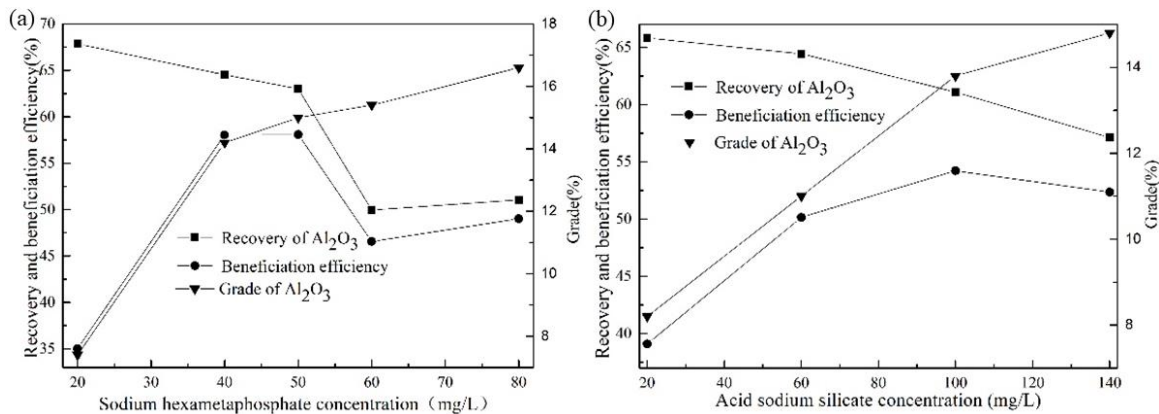 (a)
Recovery and beneficiation efficiency(%)
70
65
60
55
50
45
40
35
18
16
14
12
10
8
Grade(%)
Recovery of Al2O3
Beneficiation efficiency
Grade of Al2O3
20 30 40 50 60 70 80
Sodium hexametaphosphate concentration（mg/L）
(b)
Recovery and beneficiation efficiency(%)
65
60
55
50
45
40
14
12
10
8
Grade(%)
Recovery of Al2O3
Beneficiation efficiency
Grade of Al2O3
20 40 60 80 100 120 140
Acid sodium silicate concentration (mg/L)